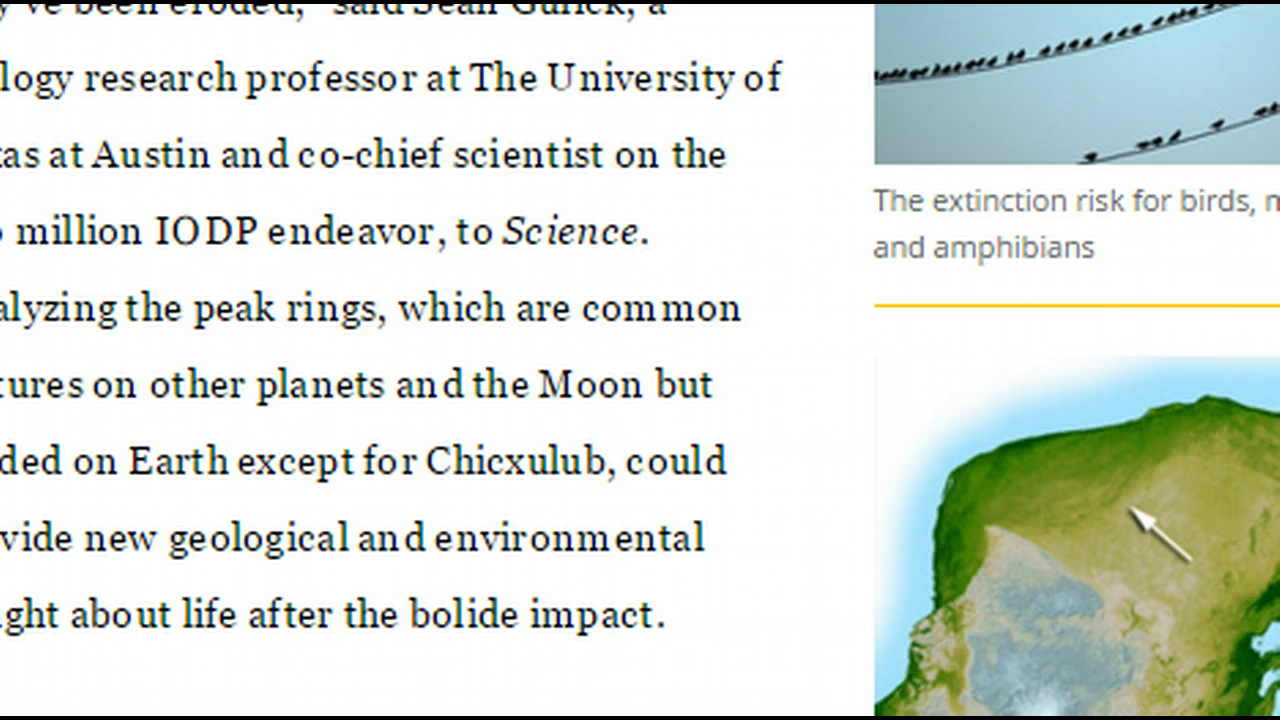 y've been eroded," said Sean Gulick, a
logy research professor at The University of
as at Austin and co-chief scientist on the
million IODP endeavor, to Science.
alyzing the peak rings, which are common
tures on other planets and the Moon but
ded on Earth except for Chicxulub, could
vide new geological and environmental
ght about life after the bolide impact.
The extinction risk for birds, m
and amphibians